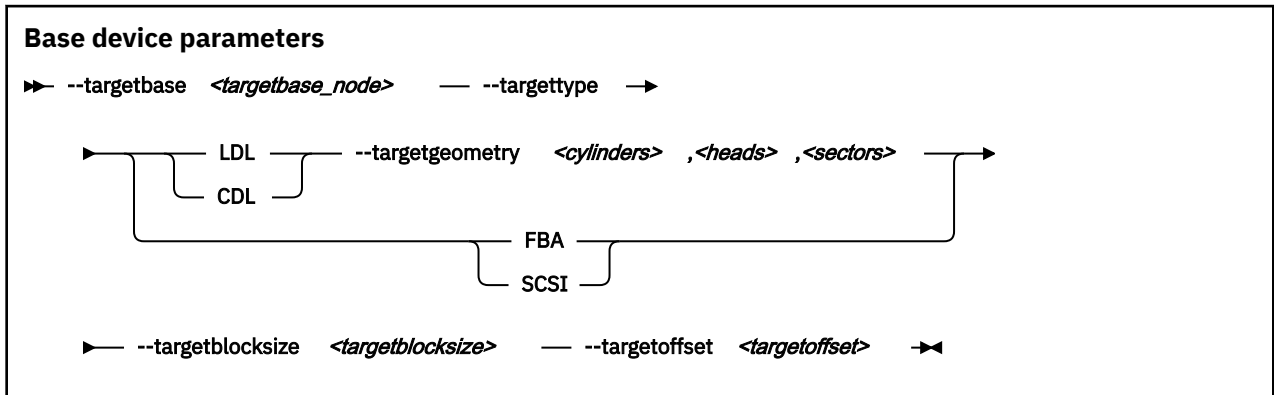 Base device parameters
--targetbase <targetbase_node> --targettype
LDL --targetgeometry <cylinders> ,<heads> ,<sectors>
CDL
FBA
SCSI
--targetblocksize <targetblocksize> --targetoffset <targetoffset>